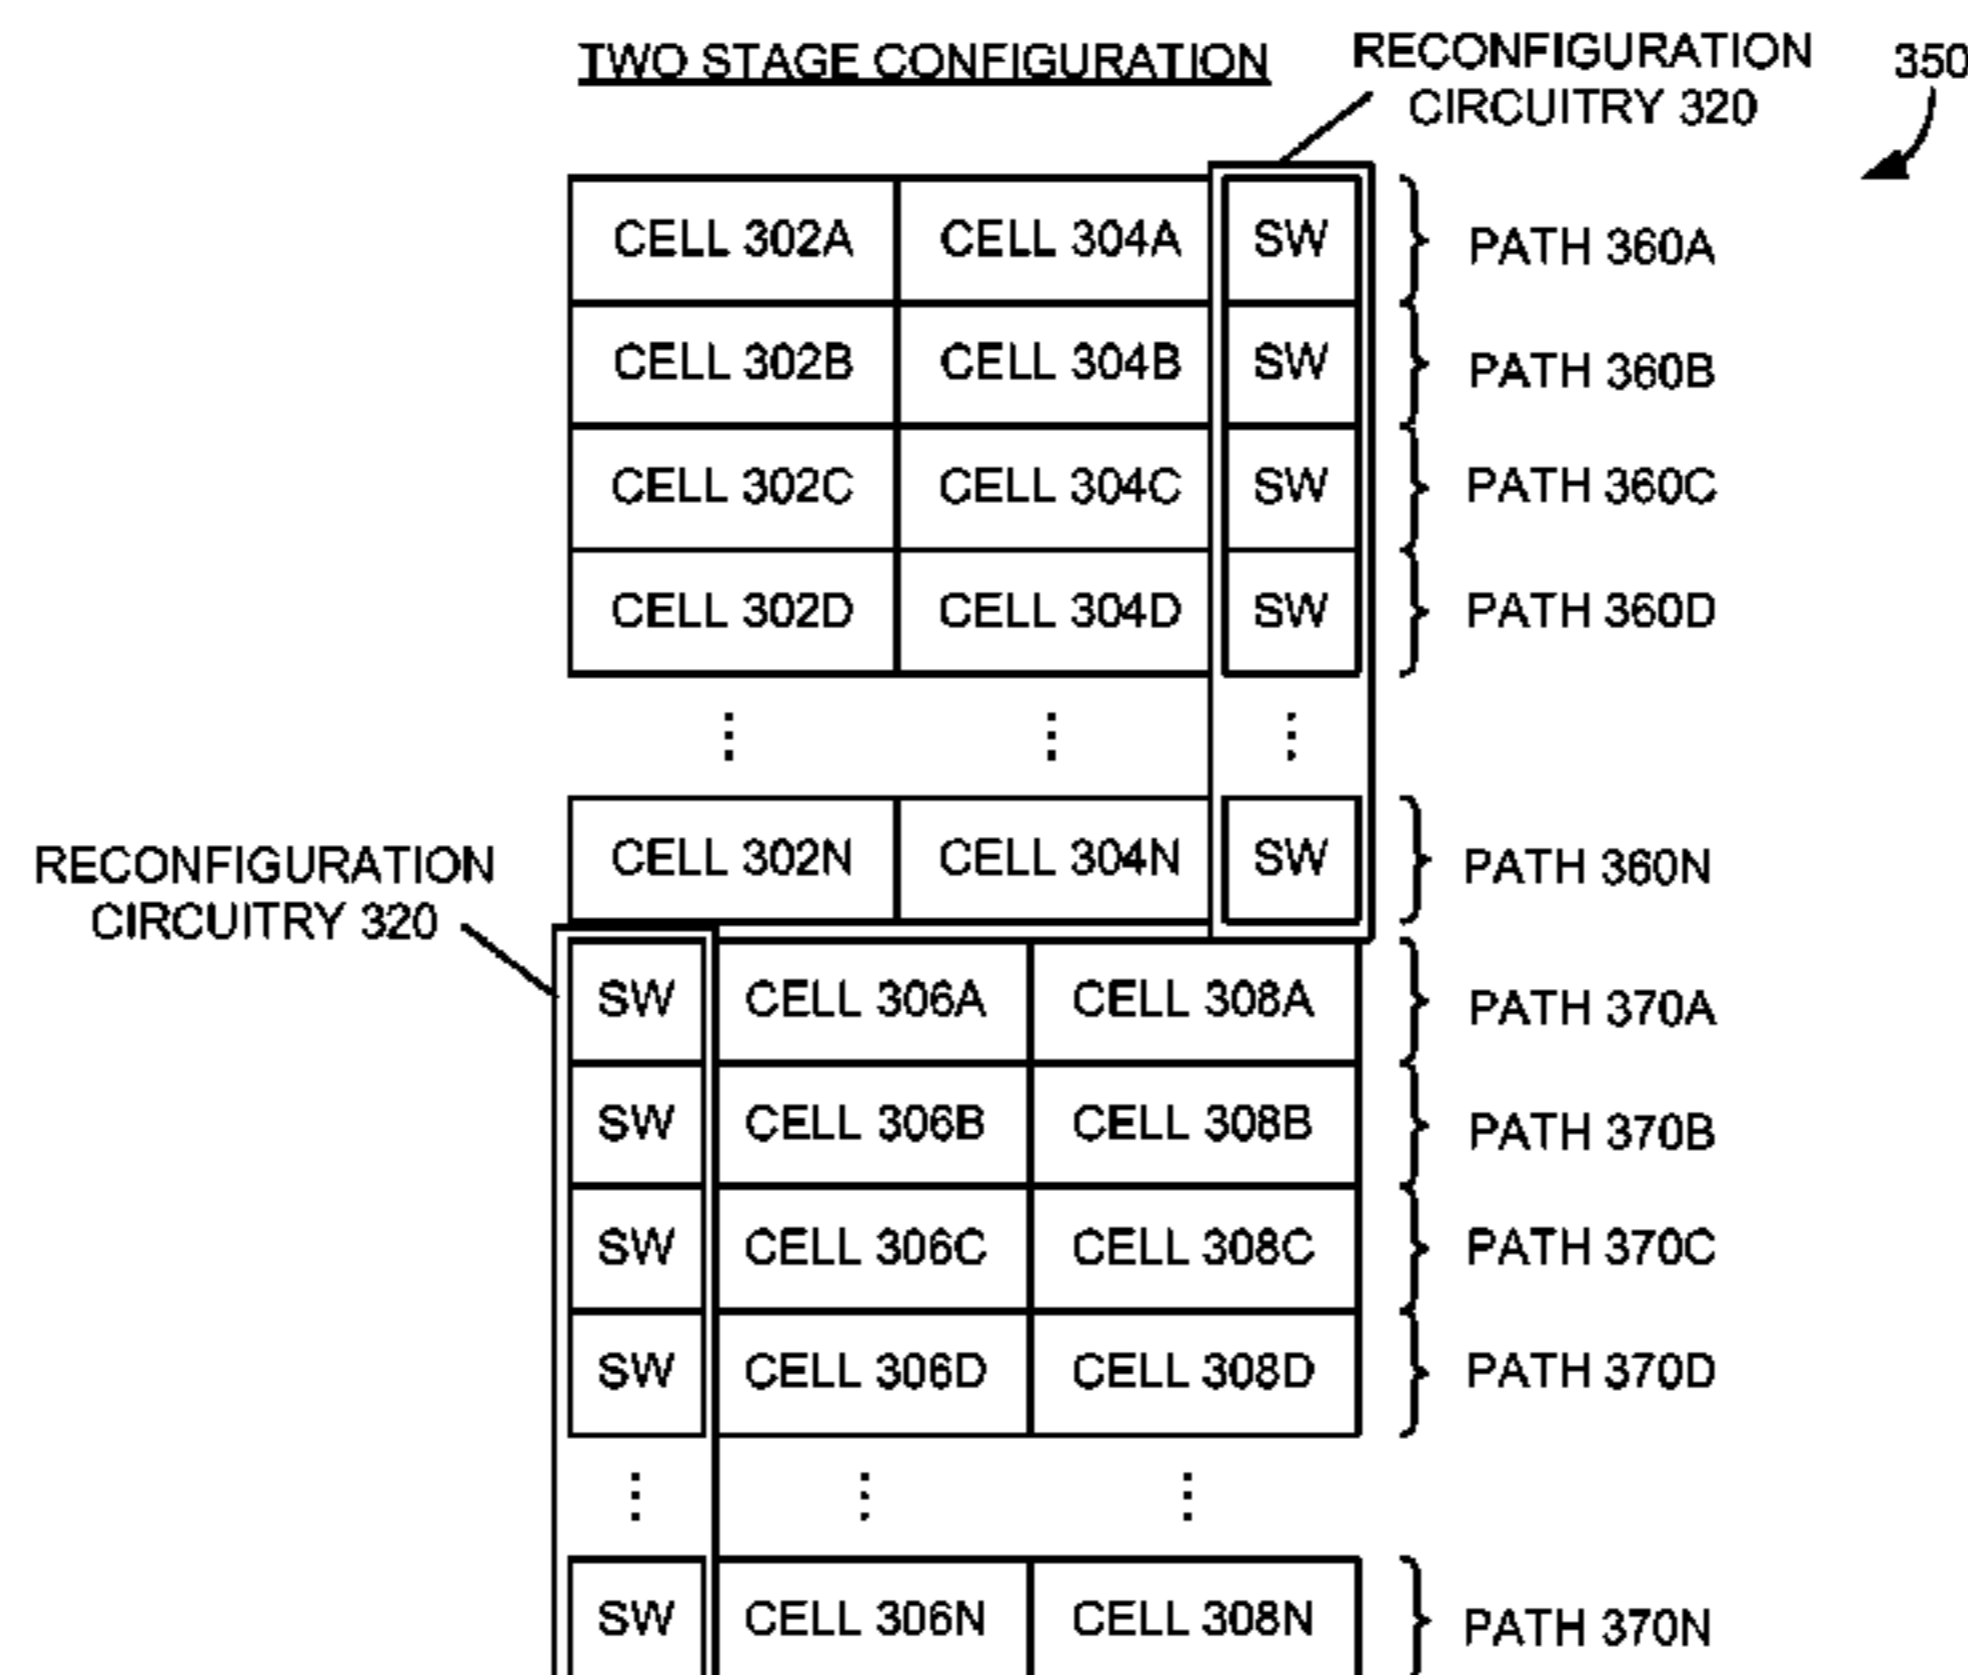 TWO STAGE CONFIGURATION
RECONFIGURATION
CIRCUITRY 320
350
CELL 302A CELL 304A SW PATH 360A
CELL 302B CELL 304B SW PATH 360B
CELL 302C CELL 304C SW PATH 360C
CELL 302D CELL 304D SW PATH 360D
CELL 302N CELL 304N SW PATH 360N
RECONFIGURATION
CIRCUITRY 320
SW CELL 306A CELL 308A PATH 370A
SW CELL 306B CELL 308B PATH 370B
SW CELL 306C CELL 308C PATH 370C
SW CELL 306D CELL 308D PATH 370D
SW CELL 306N CELL 308N PATH 370N